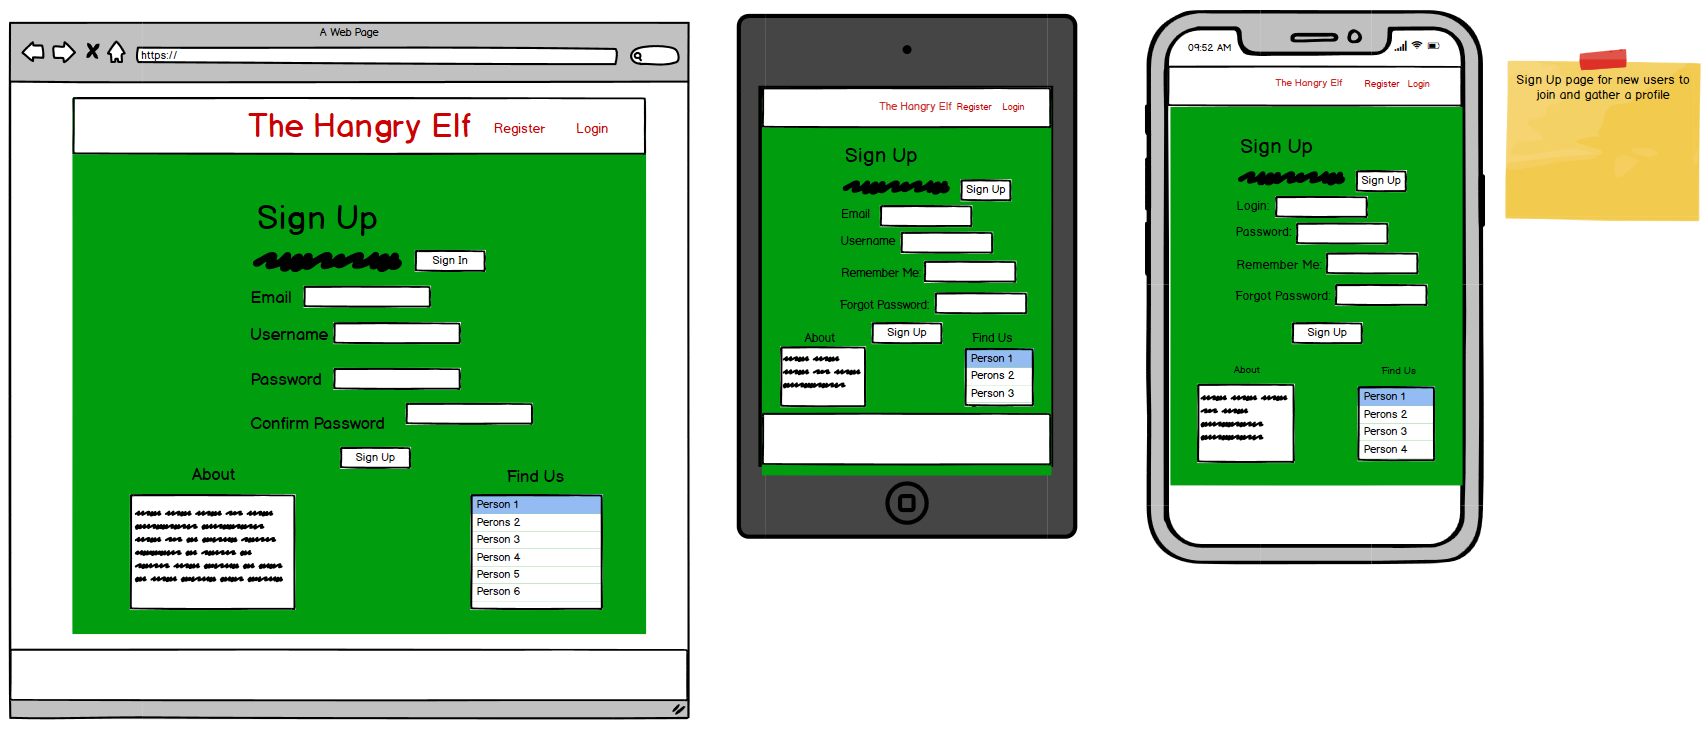 A Web Page
https://
The Hangry Elf Register Login
Sign Up
Sign In
Email
Username
Password
Confirm Password
Sign Up
About
Find Us
Person 1
Perons 2
Person 3
Person 4
Person 5
Person 6
The Hangry Elf Register Login
Sign Up
Sign Up
Email
Username
Remember Me:
Forgot Password:
Sign Up
About
Find Us
Person 1
Perons 2
Person 3
09:52 AM
The Hangry Elf Register Login
Sign Up
Sign Up
Login:
Password:
Remember Me:
Forgot Password:
Sign Up
About
Find Us
Person 1
Perons 2
Person 3
Person 4
Sign Up page for new users to
join and gather a profile